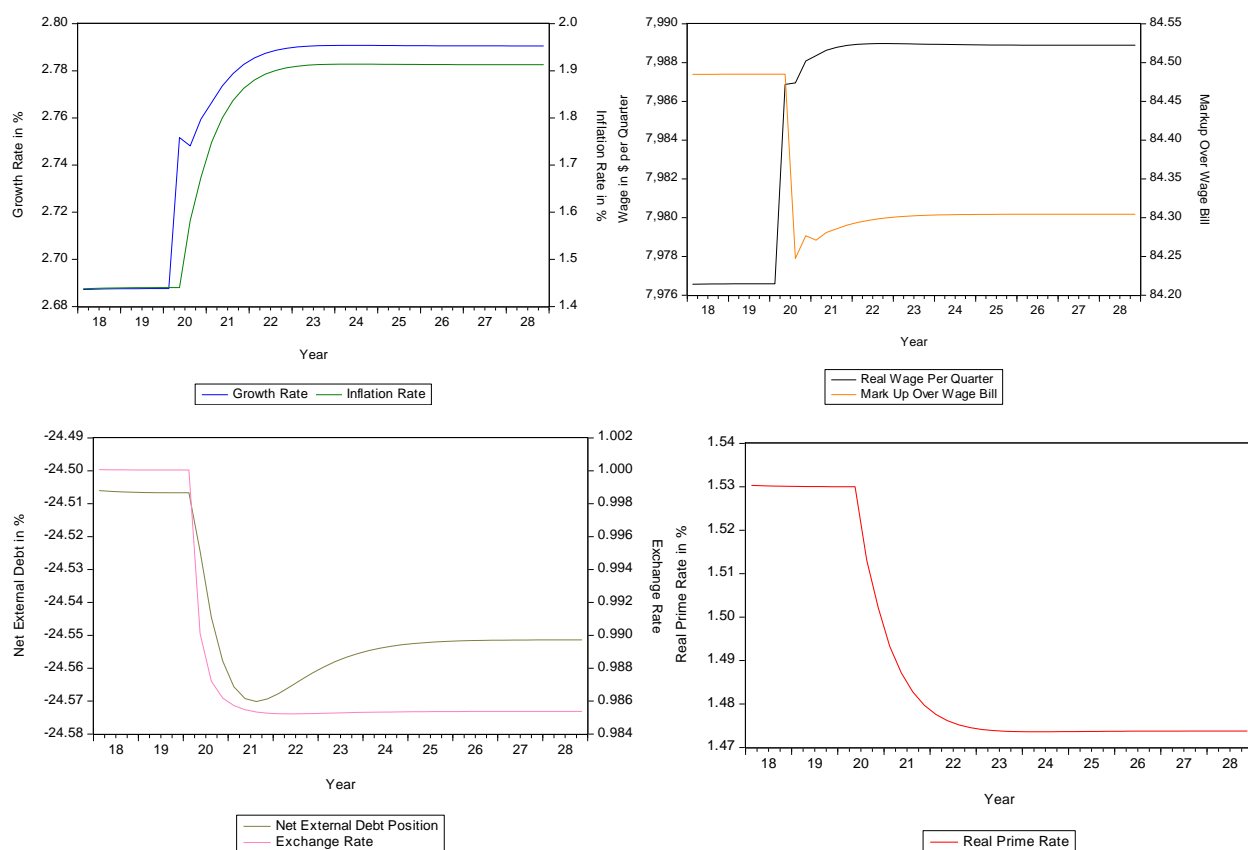 2.80
2.78
2.76
2.74
2.72
2.70
2.68
Growth Rate in %
2.0
1.9
1.8
1.7
1.6
1.5
1.4
Inflation Rate in %
18 19 20 21 22 23 24 25 26 27 28
Year
Growth Rate Inflation Rate
7,990
7,988
7,986
7,984
7,982
7,980
7,978
7,976
Wage in $ per Quarter
84.55
84.50
84.45
84.40
84.35
84.30
84.25
84.20
Markup Over Wage Bill
18 19 20 21 22 23 24 25 26 27 28
Year
Real Wage Per Quarter
Mark Up Over Wage Bill
-24.49
-24.50
-24.51
-24.52
-24.53
-24.54
-24.55
-24.56
-24.57
-24.58
Net External Debt in %
1.002
1.000
0.998
0.996
0.994
0.992
0.990
0.988
0.986
0.984
Exchange Rate
18 19 20 21 22 23 24 25 26 27 28
Year
Net External Debt Position
Exchange Rate
1.54
1.53
1.52
1.51
1.50
1.49
1.48
1.47
Real Prime Rate in %
18 19 20 21 22 23 24 25 26 27 28
Year
Real Prime Rate